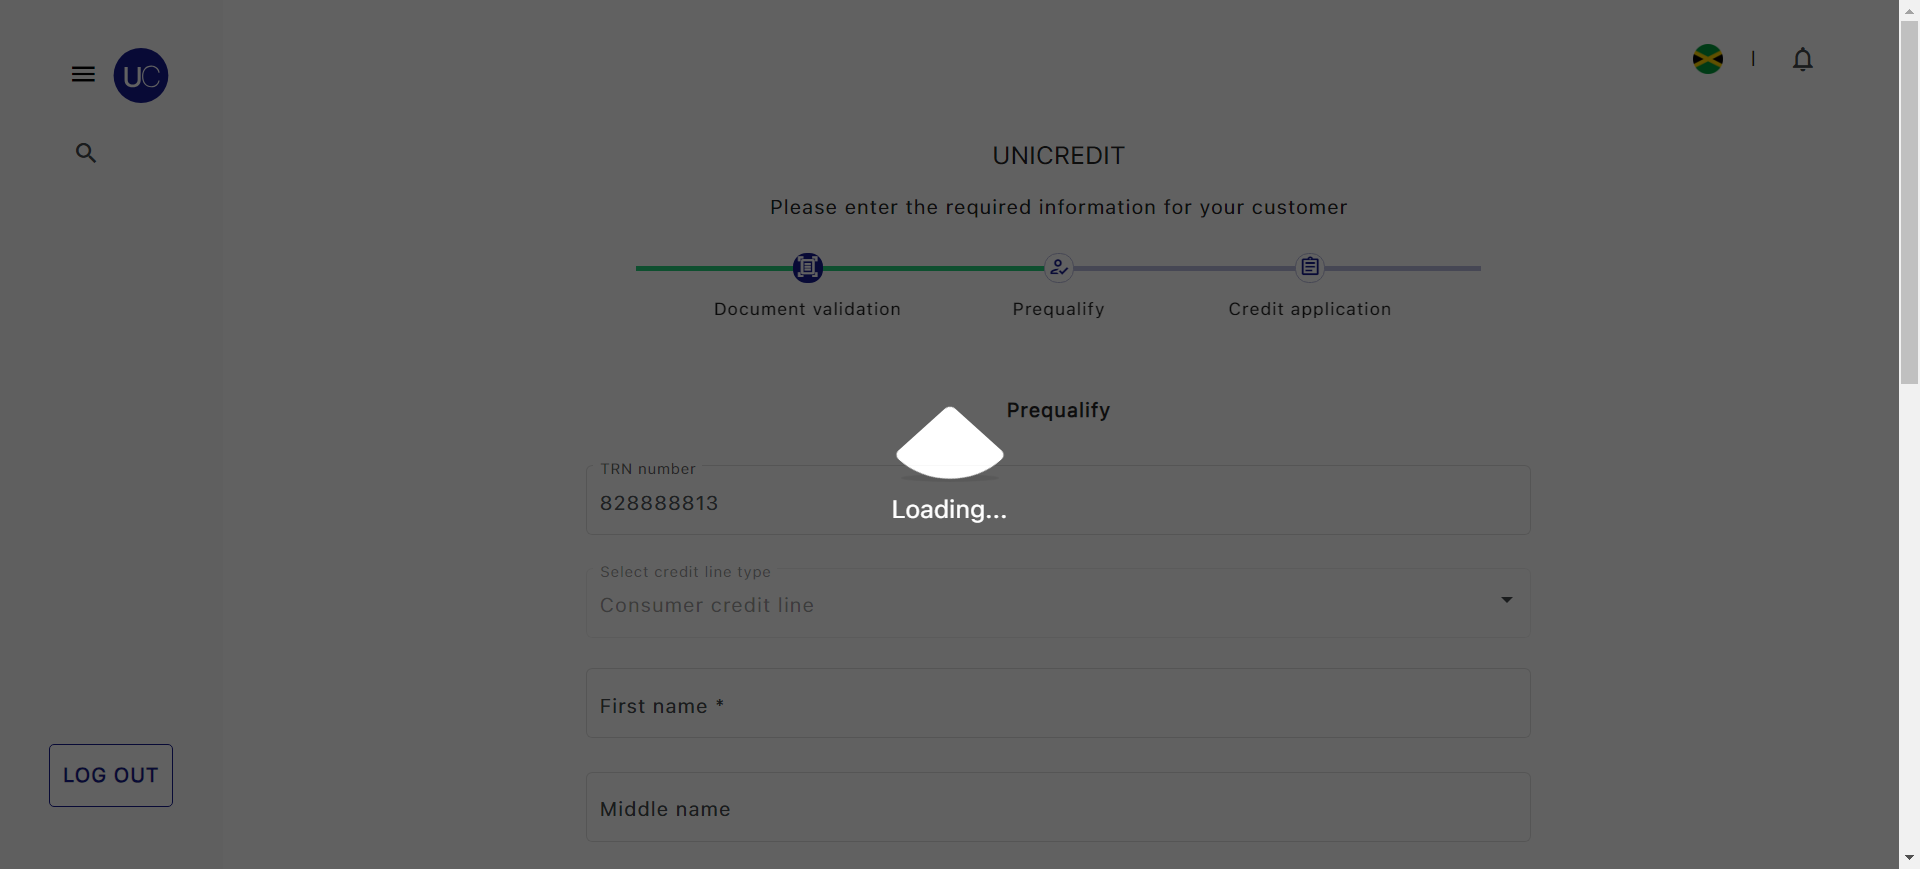 UC
UNICREDIT
Please enter the required information for your customer
Document validation
Prequalify
Credit application
Prequalify
TRN number
828888813
Loading...
Select credit line type
Consumer credit line
First name *
Middle name
LOG OUT